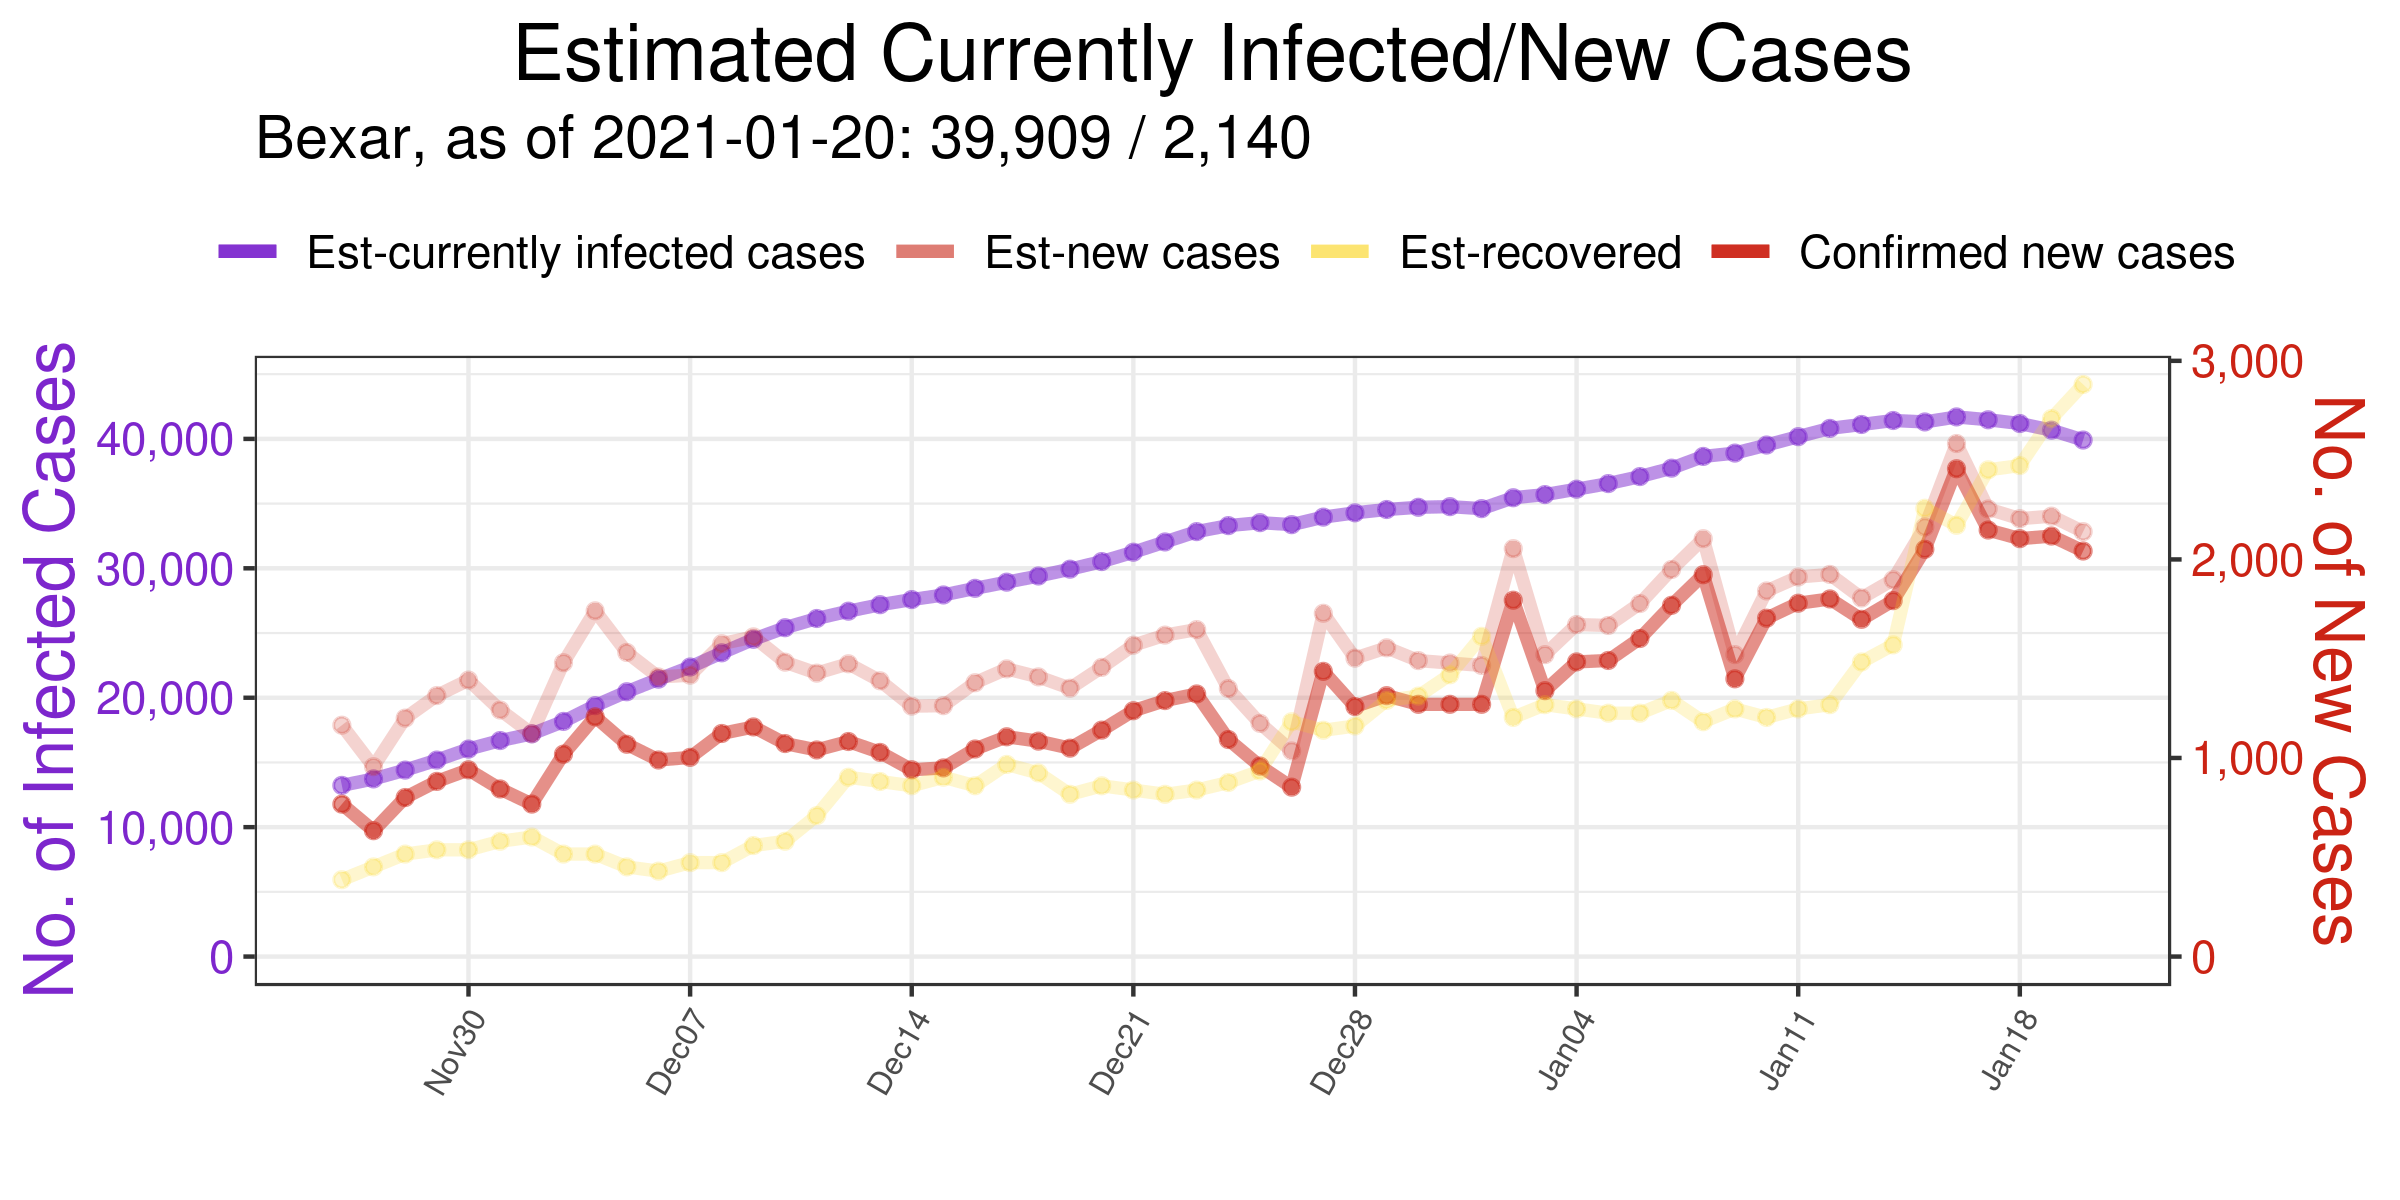 Estimated Currently Infected/New Cases
Bexar, as of 2021-01-20: 39,909 / 2,140
Est-currently infected cases Est-new cases Est-recovered Confirmed new cases
No. of Infected Cases
40,000
30,000
20,000
10,000
0
3,000
2,000
1,000
0
No. of New Cases
Nov30 Dec07 Dec14 Dec21 Dec28 Jan04 Jan11 Jan18